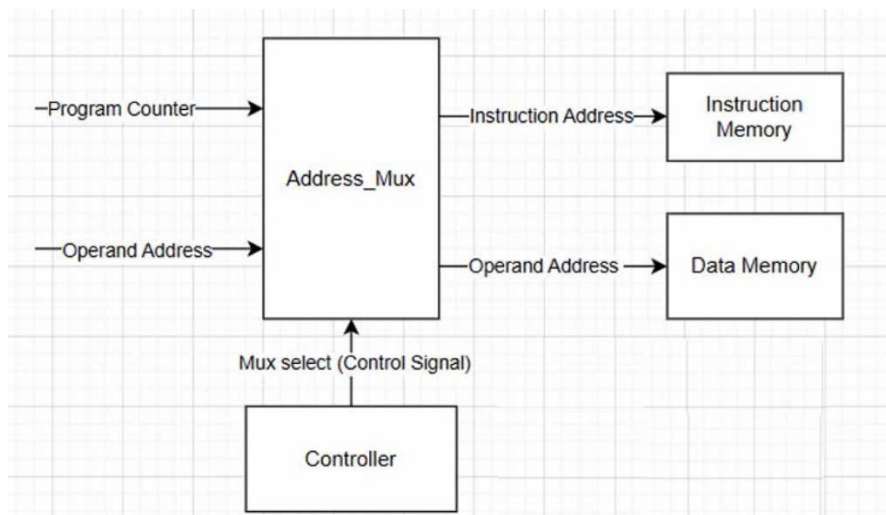 Program Counter
Instruction Address
Instruction
Memory
Address_Mux
Operand Address
Operand Address
Data Memory
Mux select (Control Signal)
Controller